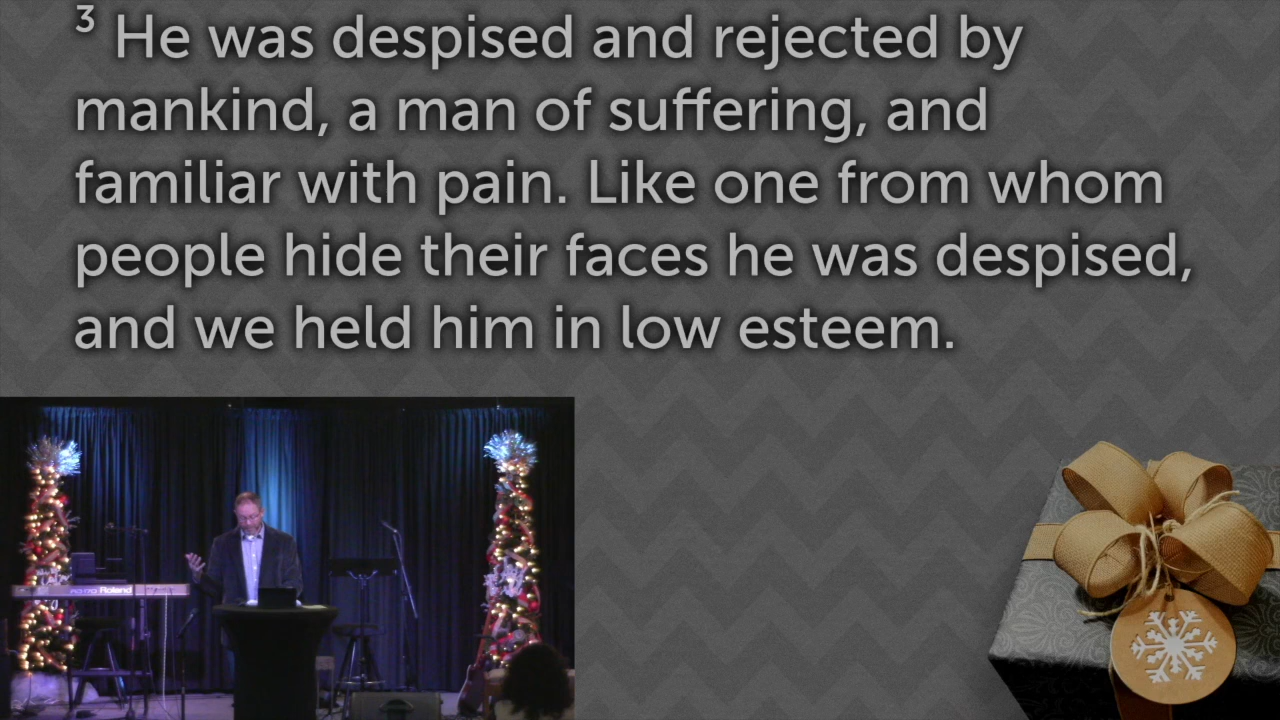 3 He was despised and rejected by
mankind, a man of suffering, and
familiar with pain. Like one from whom
people hide their faces he was despised,
and we held him in low esteem.
Roland